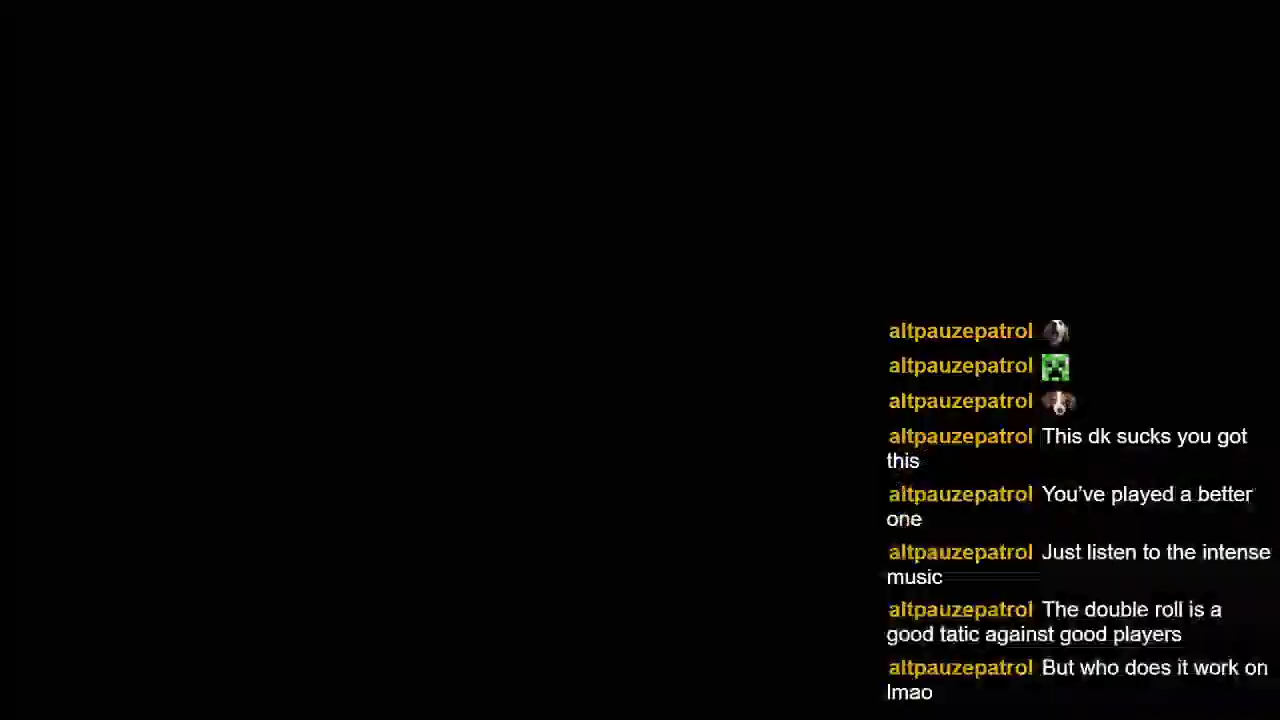 altpauzepatrol
altpauzepatrol
altpauzepatrol
altpauzepatrol This dk sucks you got
this
altpauzepatrol You’ve played a better
one
altpauzepatrol Just listen to the intense
music
altpauzepatrol The double roll is a
good tatic against good players
altpauzepatrol But who does it work on
lmao